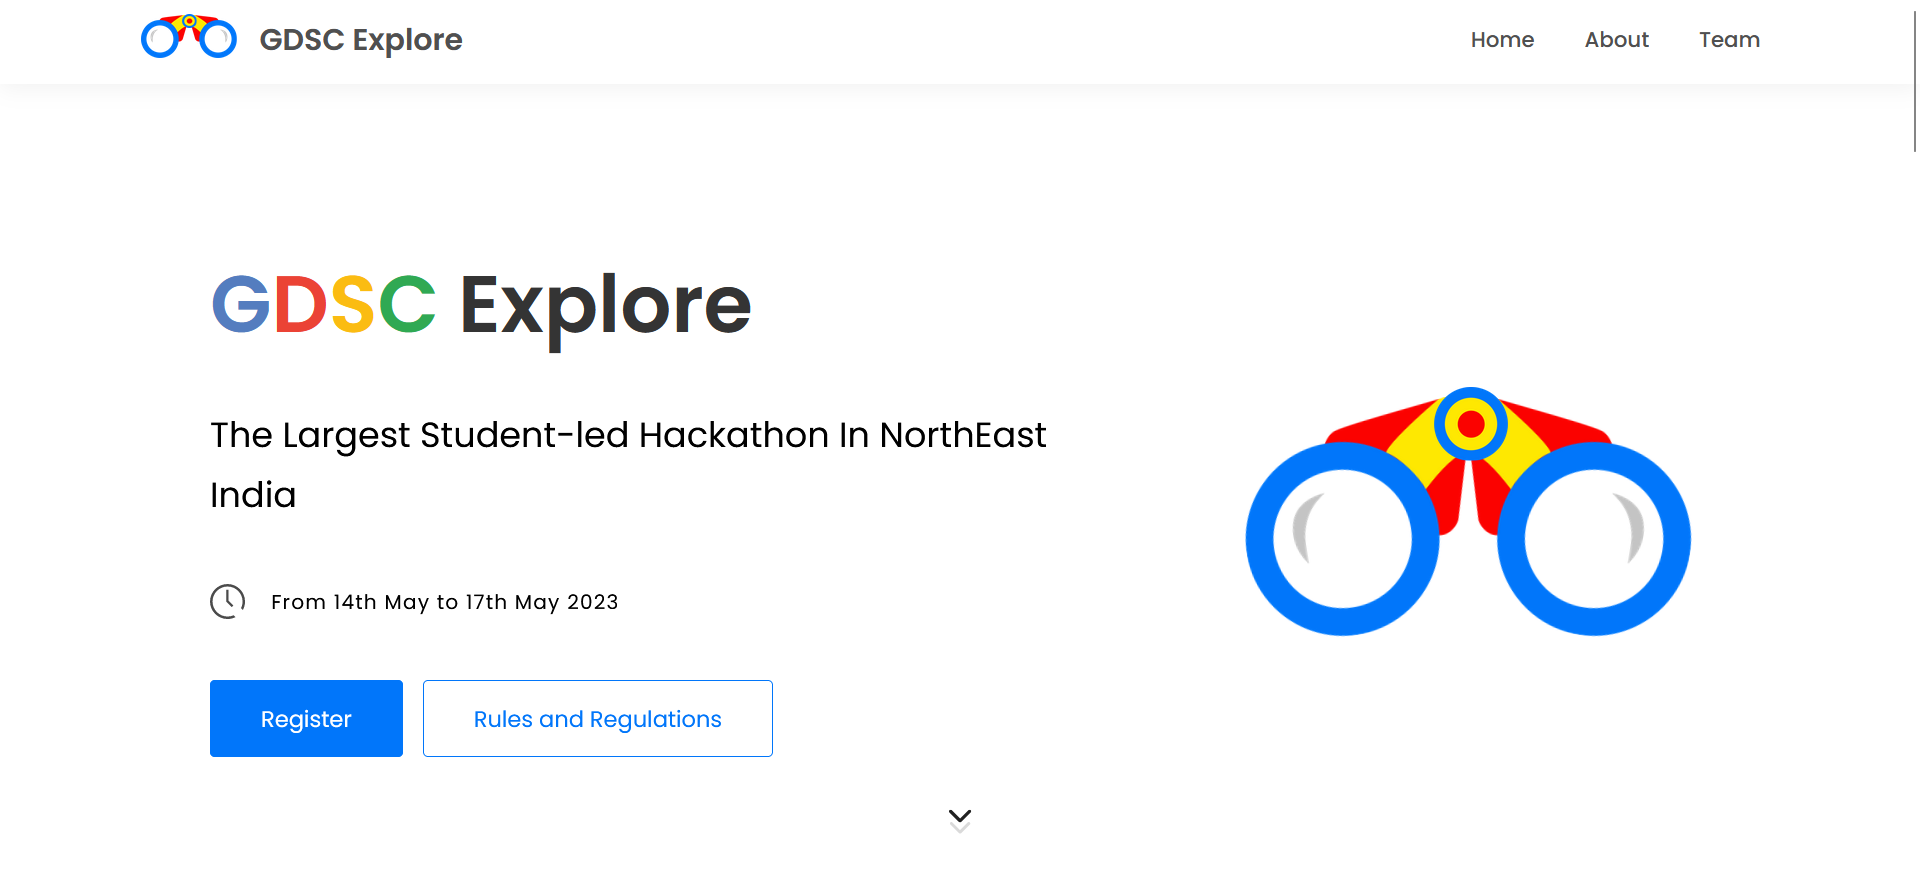 GDSC Explore
Home
About
Team
GDSC Explore
The Largest Student-led Hackathon In NorthEast
India
From 14th May to 17th May 2023
Register
Rules and Regulations